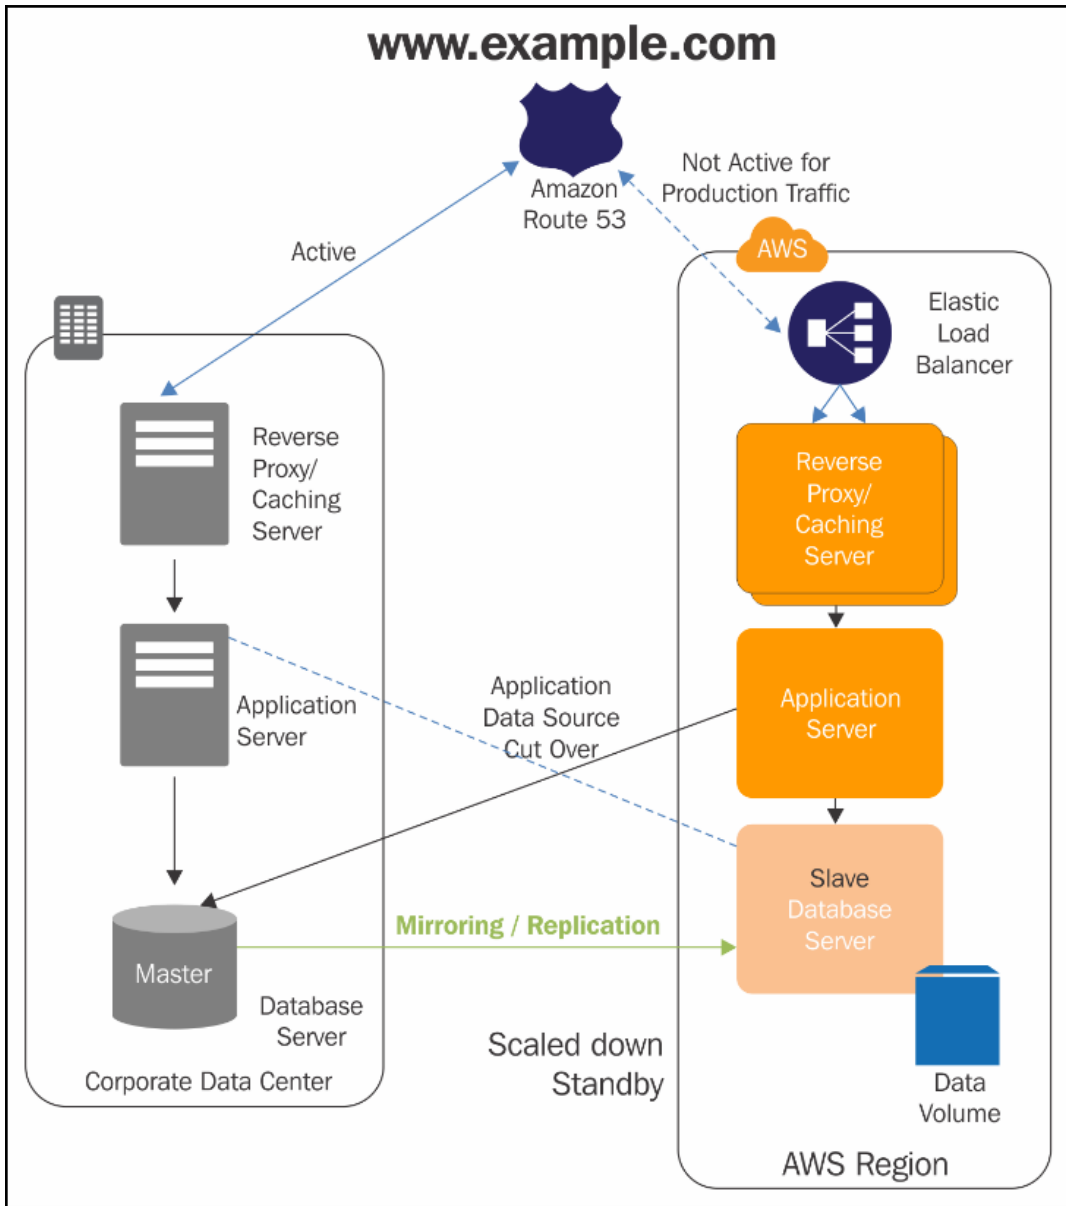 www.example.com
Amazon
Route 53
Not Active for
Production Traffic
Active
AWS
Elastic
Load
Balancer
Reverse
Proxy/
Caching
Server
Reverse
Proxy/
Caching
Server
Application
Server
Application
Data Source
Cut Over
Application
Server
Slave
Database
Server
Mirroring / Replication
Master
Database
Server
Corporate Data Center
Scaled down
Standby
Data
Volume
AWS Region